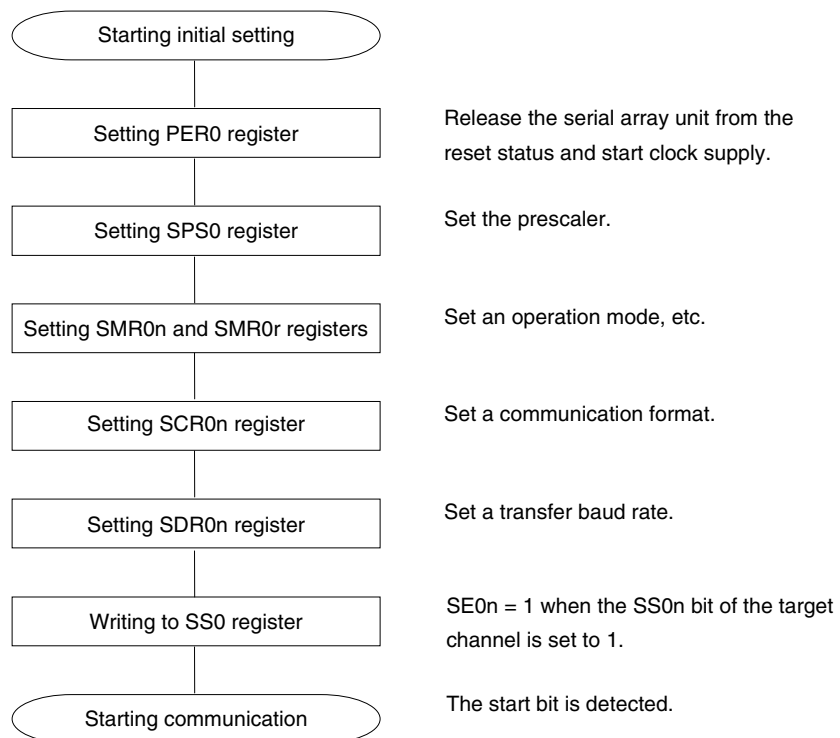 Starting initial setting
Setting PER0 register
Release the serial array unit from the
reset status and start clock supply.
Setting SPS0 register
Set the prescaler.
Setting SMR0n and SMR0r registers
Set an operation mode, etc.
Setting SCR0n register
Set a communication format.
Setting SDR0n register
Set a transfer baud rate.
Writing to SS0 register
SE0n = 1 when the SS0n bit of the target
channel is set to 1.
Starting communication
The start bit is detected.